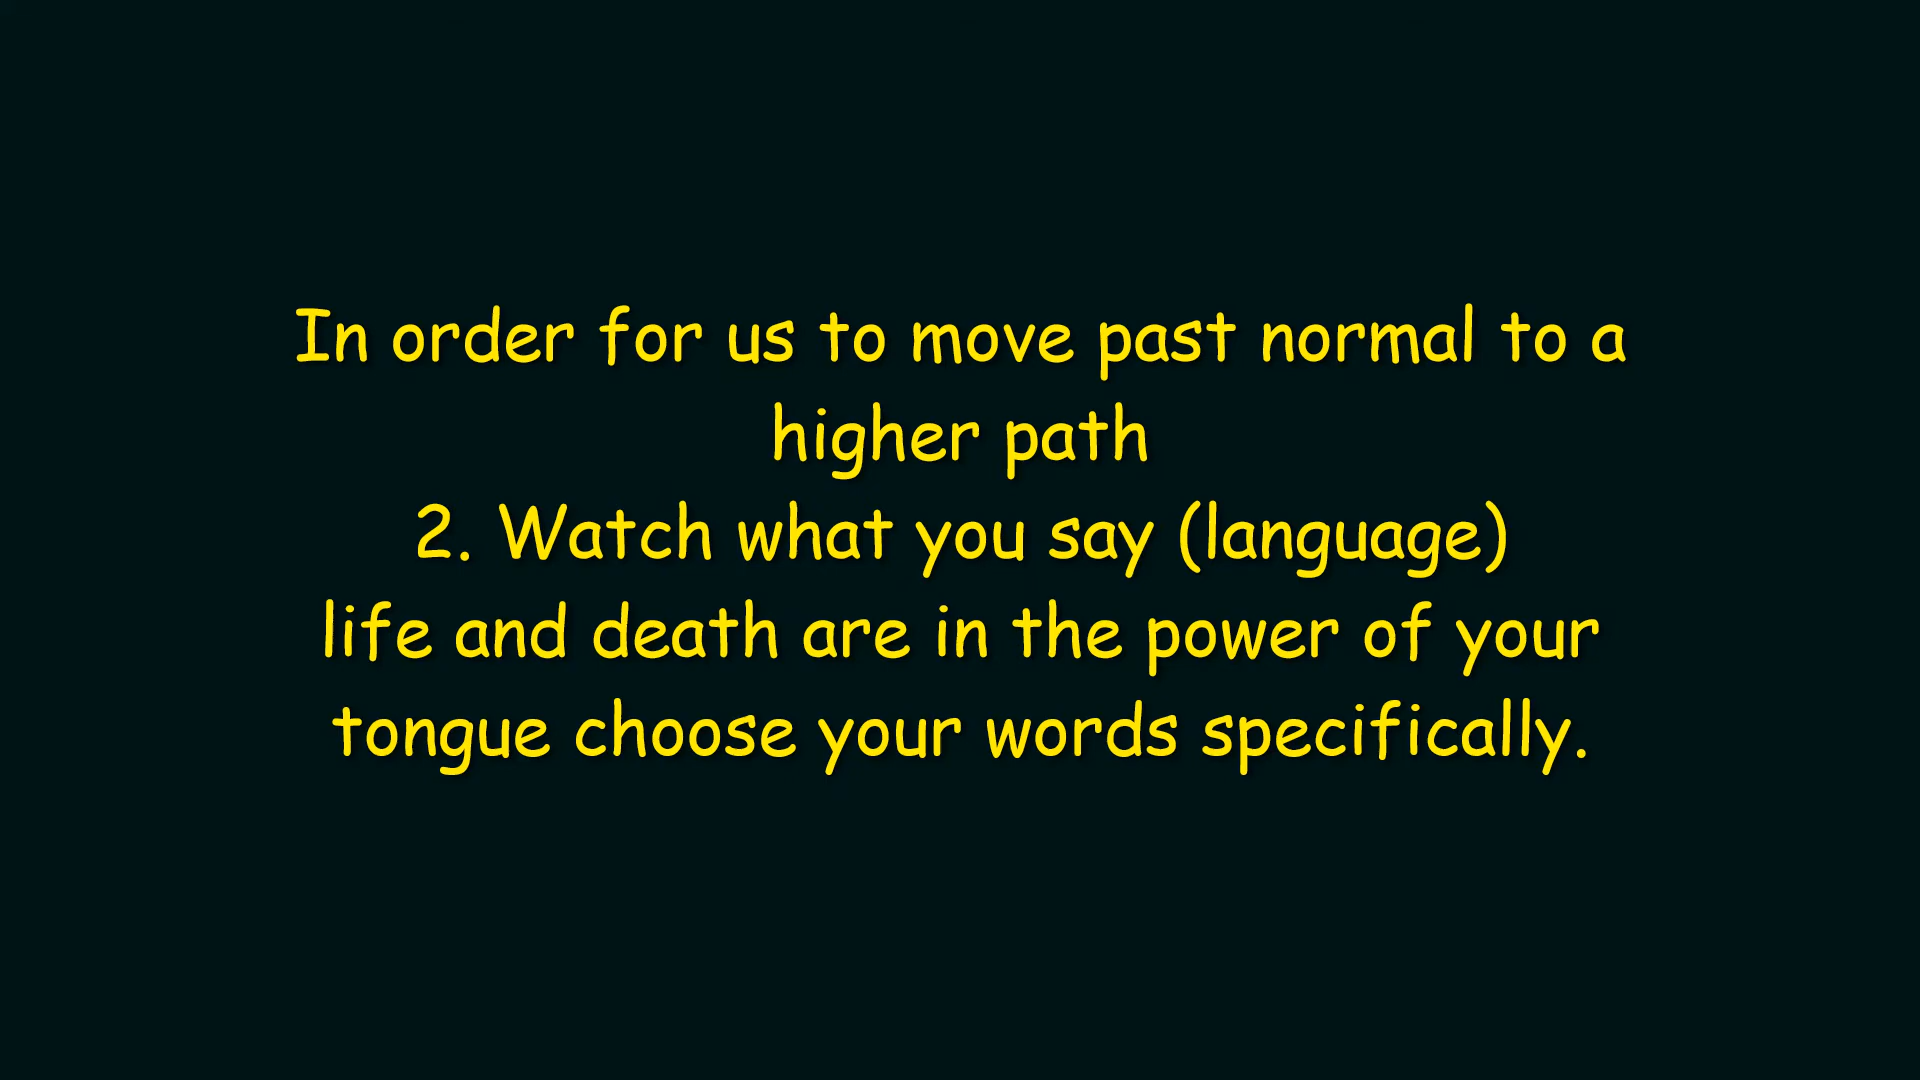 In order for us to move past normal to a
higher path
2. Watch what you say (language)
life and death are in the power of your
tongue choose your words specifically.